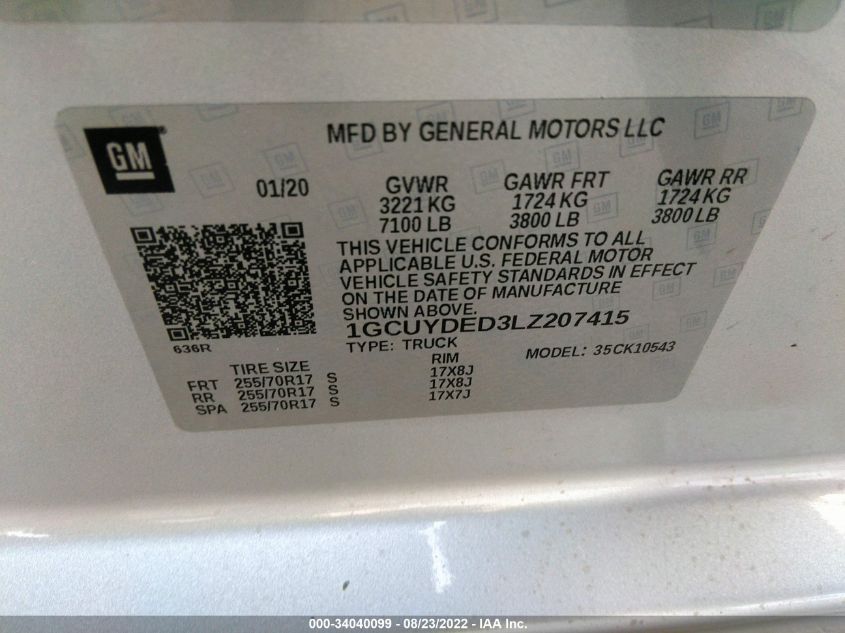 GM
MFD BY GENERAL MOTORS LLC
01/20
GVWR
3221 KG
7100 LB
GAWR FRT
1724 KG
3800 LB
GAWR RR
1724 KG
3800 LB
THIS VEHICLE CONFORMS TO ALL
APPLICABLE U.S. FEDERAL MOTOR
VEHICLE SAFETY STANDARDS IN EFFECT
ON THE DATE OF MANUFACTURE
SHOWN ABOVE.
1GCUYDED3LZ207415
TYPE: TRUCK
MODEL: 35CK10543
636R
TIRE SIZE
RIM
FRT 255/70R17 S 17X8J
RR 255/70R17 S 17X8J
SPA 255/70R17 S 17X7J
000-34040099 - 08/23/2022 - IAA Inc.